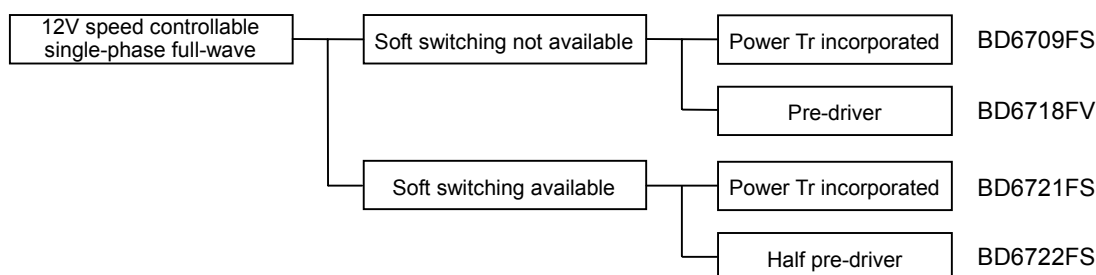 12V speed controllable
single-phase full-wave
Soft switching not available
Power Tr incorporated
BD6709FS
Pre-driver
BD6718FV
Soft switching available
Power Tr incorporated
BD6721FS
Half pre-driver
BD6722FS